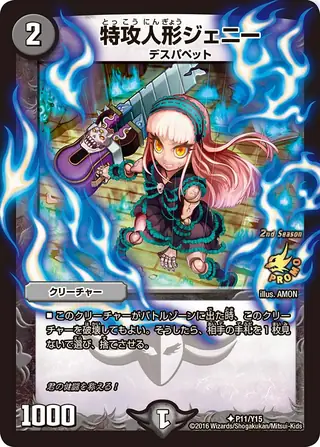 2
とっこうにんぎょう
特攻人形ジェニー
デスパペット
2nd Season
PROMO
illus. AMON
クリーチャー
■ このクリーチャーがバトルゾーンに出た時、このクリーチャーを破壊してもよい。そうしたら、相手の手札を1枚見ないで選び、捨てさせる。
君の健闘を称える！
1000
P11/Y15
©2016 Wizards/Shogakukan/Mitsui-Kids